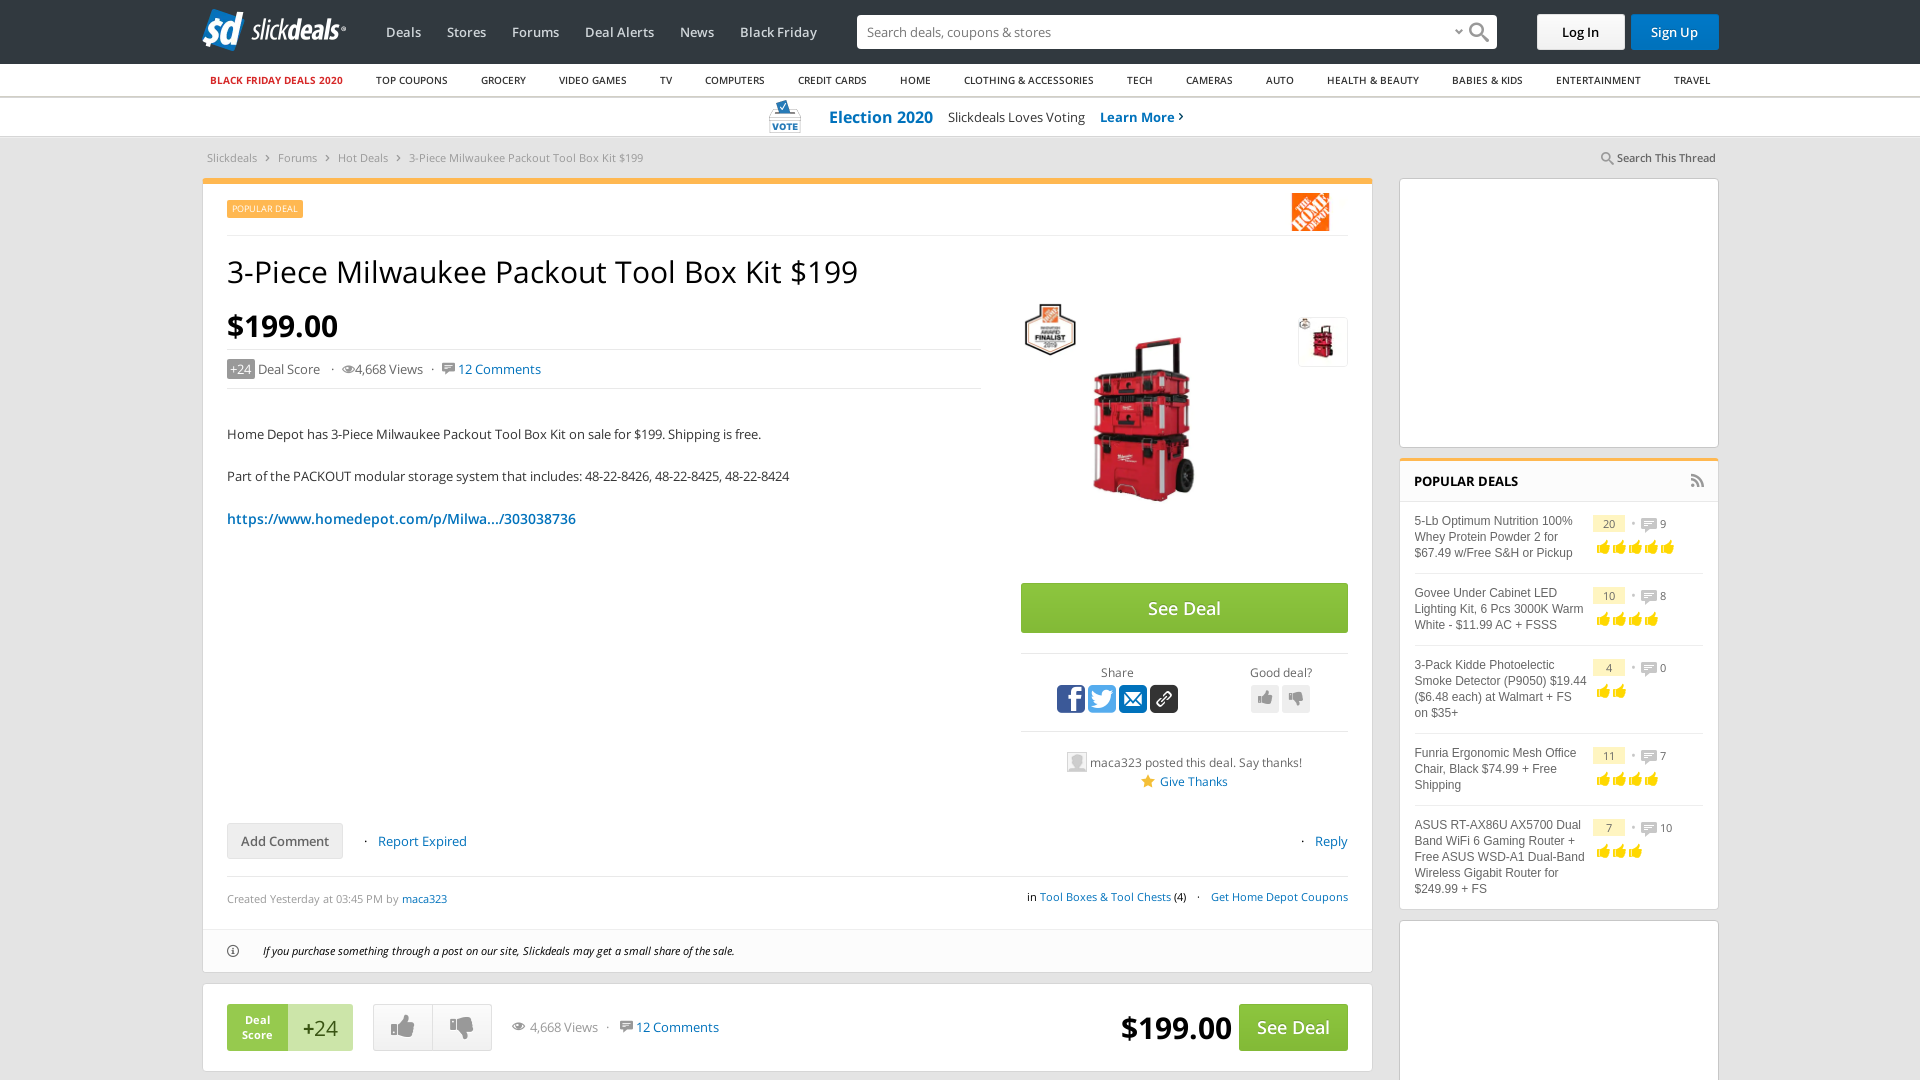 sd slickdeals
Deals Stores Forums Deal Alerts News Black Friday
Search deals, coupons & stores
Log In
Sign Up
BLACK FRIDAY DEALS 2020 TOP COUPONS GROCERY VIDEO GAMES TV COMPUTERS CREDIT CARDS HOME CLOTHING & ACCESSORIES TECH CAMERAS AUTO HEALTH & BEAUTY BABIES & KIDS ENTERTAINMENT TRAVEL
VOTE
Election 2020 Slickdeals Loves Voting Learn More
Slickdeals Forums Hot Deals 3-Piece Milwaukee Packout Tool Box Kit $199
Search This Thread
POPULAR DEAL
THE HOME DEPOT
3-Piece Milwaukee Packout Tool Box Kit $199
$199.00
+24 Deal Score · 4,668 Views · 12 Comments
Home Depot has 3-Piece Milwaukee Packout Tool Box Kit on sale for $199. Shipping is free.
Part of the PACKOUT modular storage system that includes: 48-22-8426, 48-22-8425, 48-22-8424
https://www.homedepot.com/p/Milwa.../303038736
FINALIST
2019
See Deal
Share
Good deal?
maca323 posted this deal. Say thanks!
Give Thanks
Add Comment · Report Expired
· Reply
Created Yesterday at 03:45 PM by maca323
in Tool Boxes & Tool Chests (4) · Get Home Depot Coupons
If you purchase something through a post on our site, Slickdeals may get a small share of the sale.
Deal
Score
+24
4,668 Views · 12 Comments
$199.00
See Deal
POPULAR DEALS
5-Lb Optimum Nutrition 100%
Whey Protein Powder 2 for
$67.49 w/Free S&H or Pickup
20 • 9
Govee Under Cabinet LED
Lighting Kit, 6 Pcs 3000K Warm
White - $11.99 AC + FSSS
10 • 8
3-Pack Kidde Photoelectic
Smoke Detector (P9050) $19.44
($6.48 each) at Walmart + FS
on $35+
4 • 0
Funria Ergonomic Mesh Office
Chair, Black $74.99 + Free
Shipping
11 • 7
ASUS RT-AX86U AX5700 Dual
Band WiFi 6 Gaming Router +
Free ASUS WSD-A1 Dual-Band
Wireless Gigabit Router for
$249.99 + FS
7 • 10